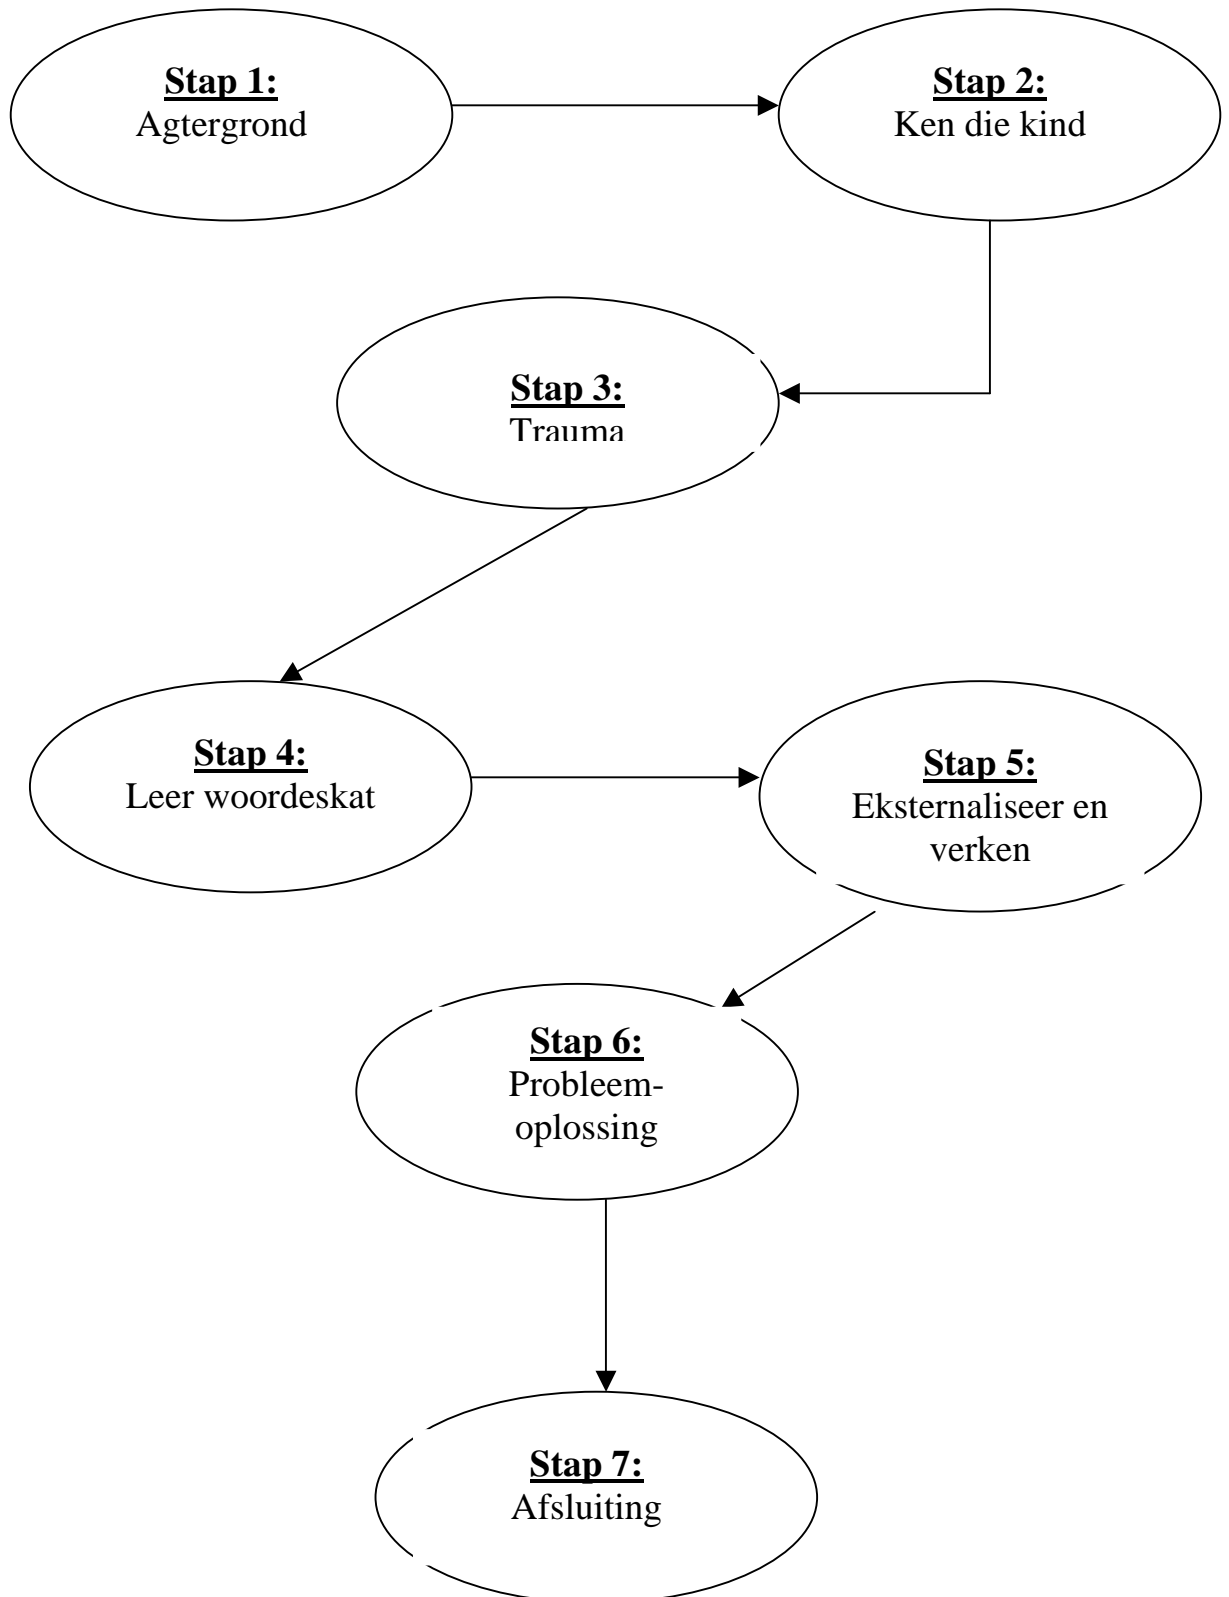 Stap 1:
Agtergrond
Stap 2:
Ken die kind
Stap 3:
Trauma
Stap 4:
Leer woordeskat
Stap 5:
Eksternaliseer en
verken
Stap 6:
Probleem-
oplossing
Stap 7:
Afsluiting